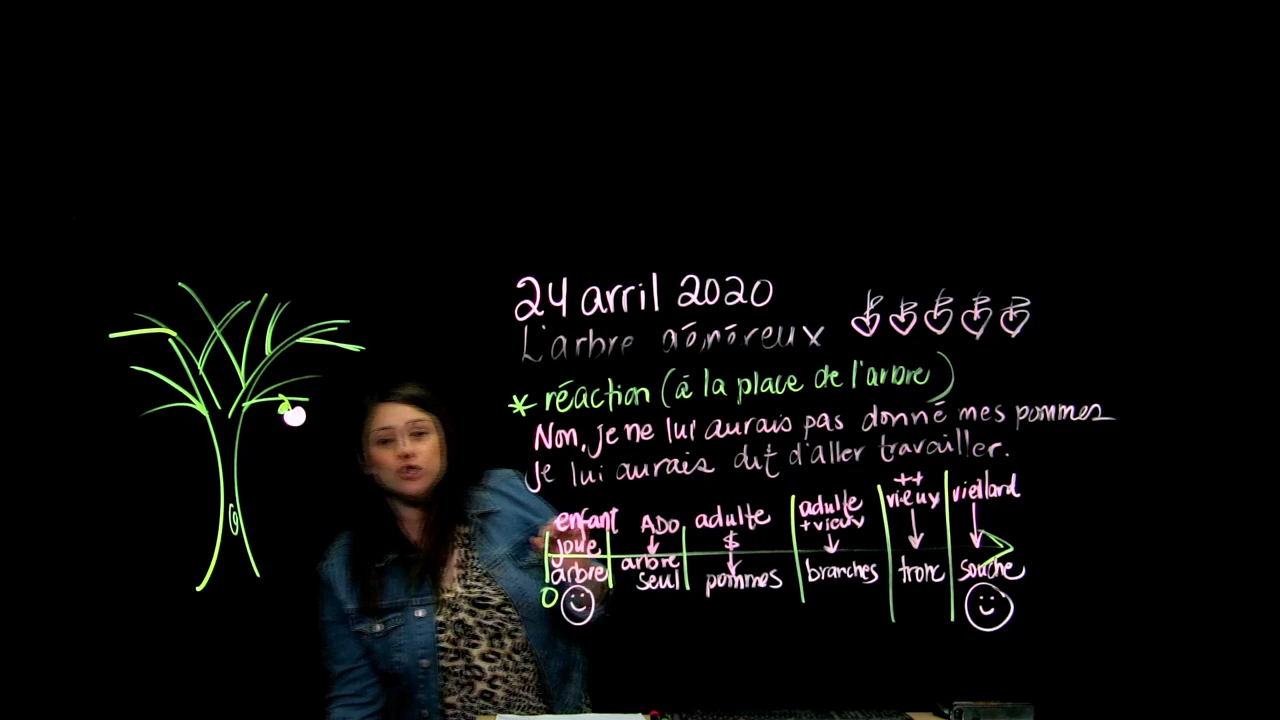 24 avril 2020
L'arbre généreux
* réaction (à la place de l'arbre)
Non, je ne lui aurais pas donné mes pommes
Je lui aurais dit d'aller travailler.
enfant joue arbre
ADO arbre seul
adulte $ pommes
adulte + vieux branches
++ vieux tronc
vieillard souche
0